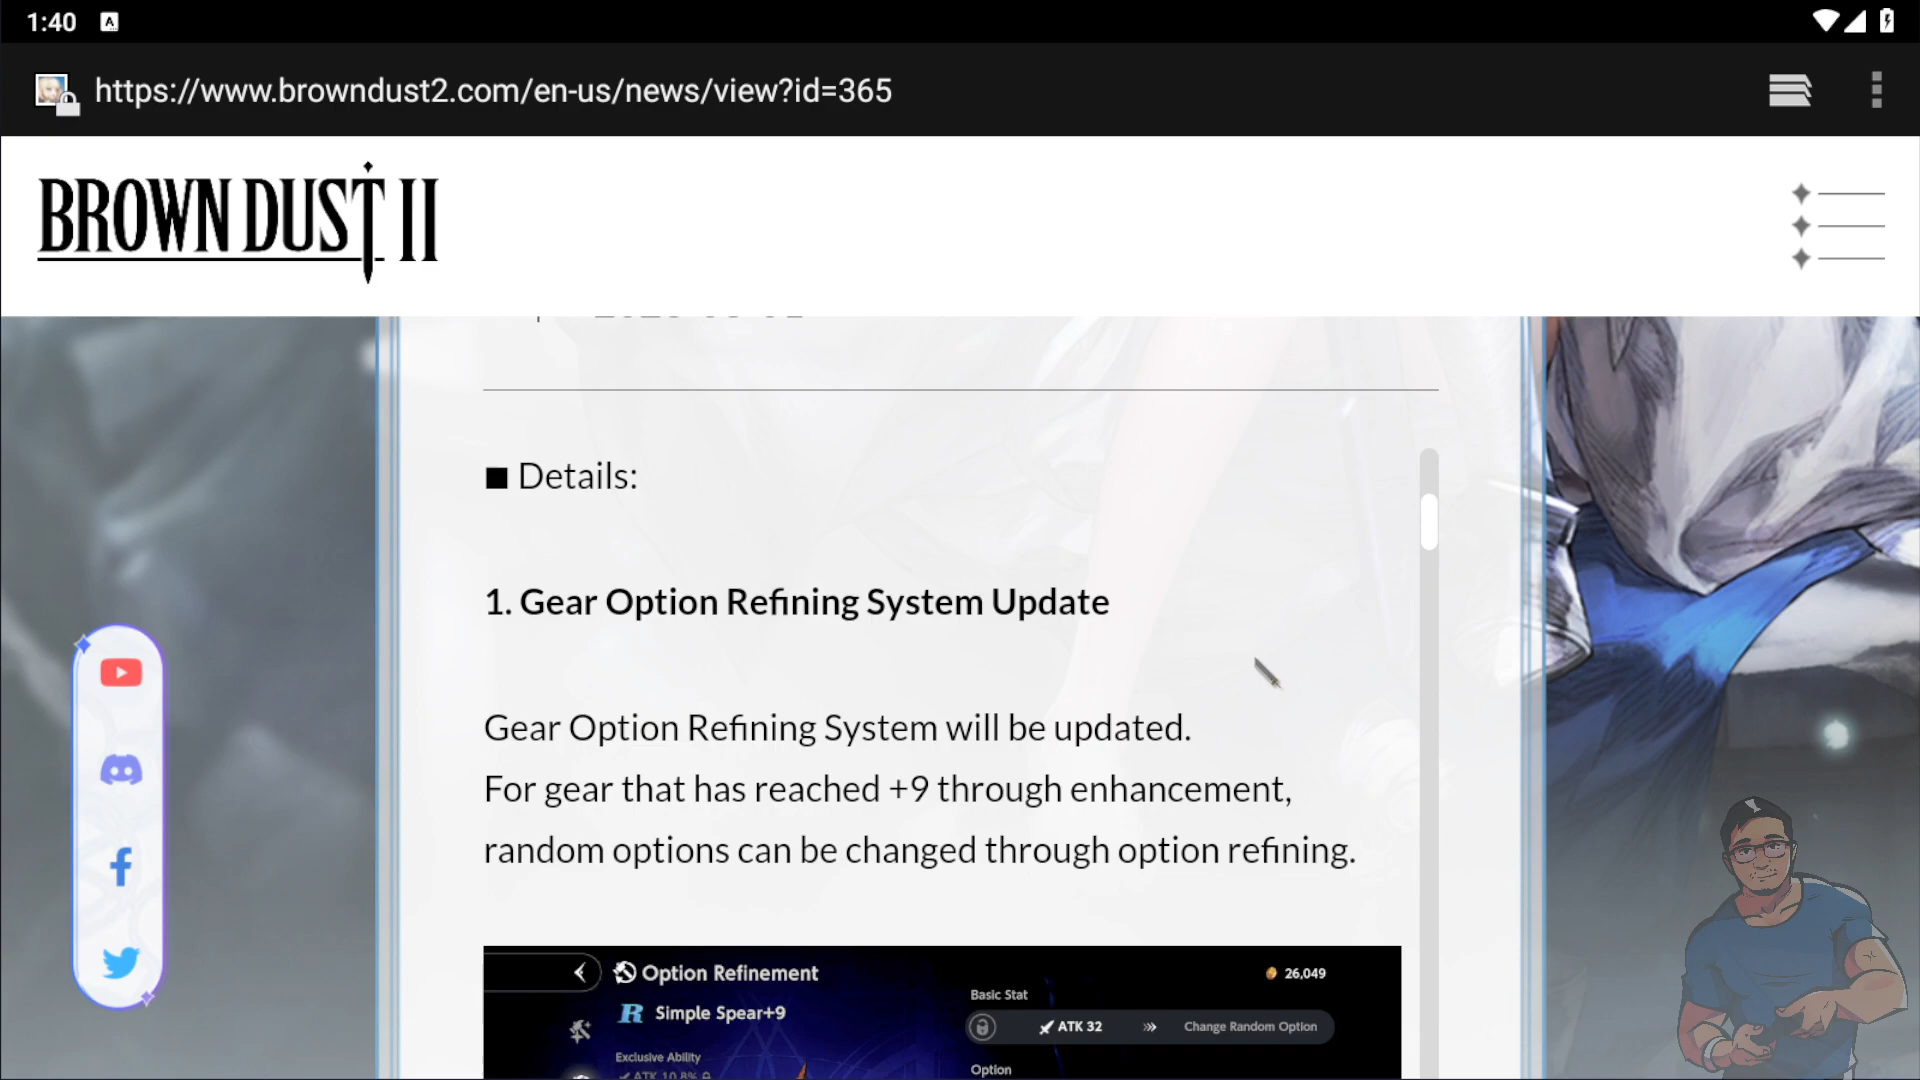 1:40
A
https://www.browndust2.com/en-us/news/view?id=365
BROWN DUST II
■ Details:
1. Gear Option Refining System Update
Gear Option Refining System will be updated.
For gear that has reached +9 through enhancement,
random options can be changed through option refining.
Option Refinement
26,049
R Simple Spear+9
Basic Stat
ATK 32
Change Random Option
Exclusive Ability
ATK 10.8%
Option